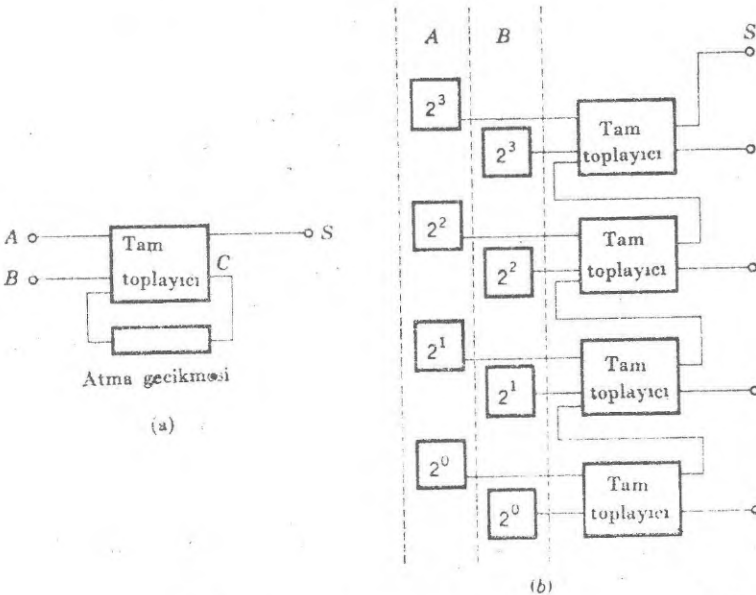 A
B
Tam
toplayıcı
S
C
Atma gecikmesi
(a)
A B
S
2³
Tam
toplayıcı
2³
2²
Tam
toplayıcı
2²
2¹
Tam
toplayıcı
2¹
2⁰
Tam
toplayıcı
2⁰
(b)